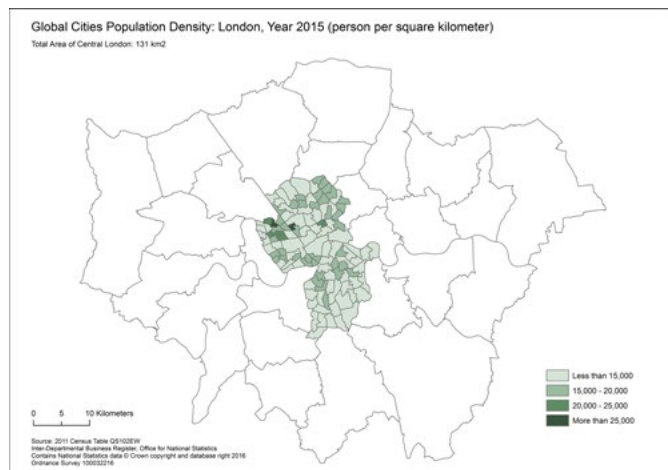 Global Cities Population Density: London, Year 2015 (person per square kilometer)
Total Area of Central London: 131 km2
Less than 15,000
15,000 - 20,000
20,000 - 25,000
More than 25,000
0 5 10 Kilometers
Source: 2011 Census Table QS102EW
Inter-Departmental Business Register, Office for National Statistics
Contains National Statistics data © Crown copyright and database right 2016
Ordnance Survey 100032216